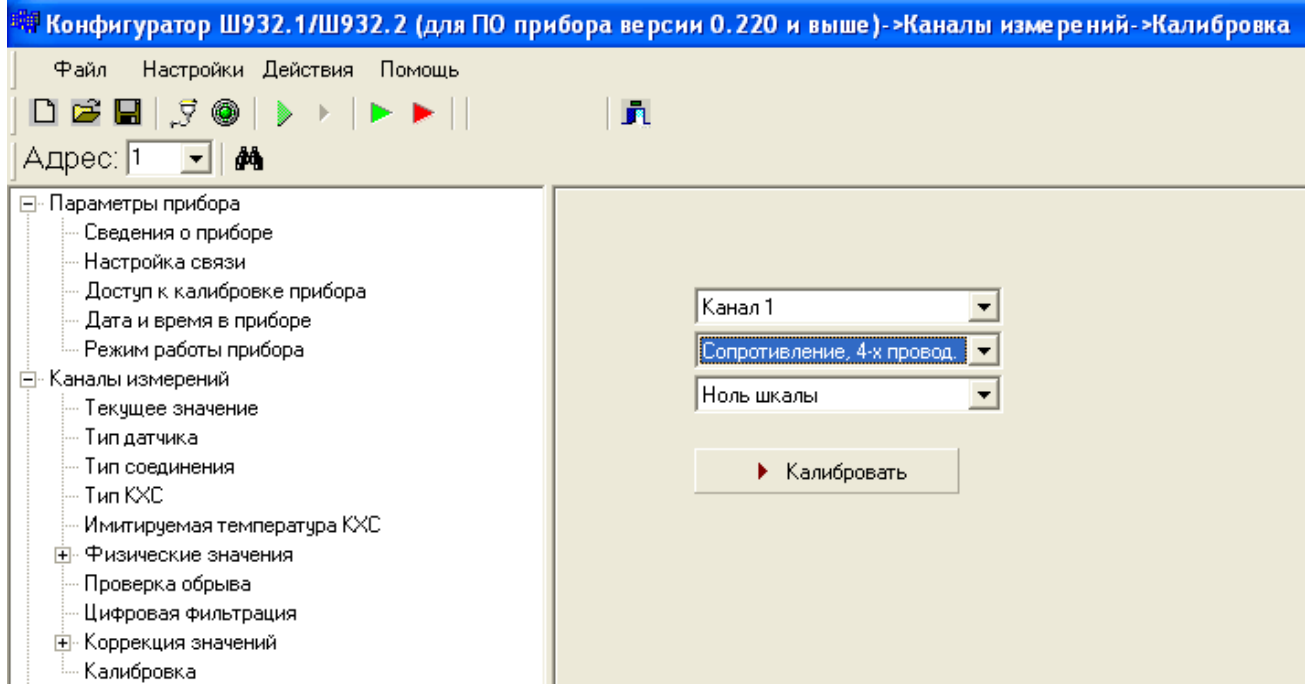 Конфигуратор Ш932.1/Ш932.2 (для ПО прибора версии 0.220 и выше)->Каналы измерений->Калибровка
Файл Настройки Действия Помощь
Адрес: 1
Параметры прибора
Сведения о приборе
Настройка связи
Доступ к калибровке прибора
Дата и время в приборе
Режим работы прибора
Каналы измерений
Текущее значение
Тип датчика
Тип соединения
Тип КХС
Имитируемая температура КХС
Физические значения
Проверка обрыва
Цифровая фильтрация
Коррекция значений
Калибровка
Канал 1
Сопротивление, 4-х провод.
Ноль шкалы
Калибровать